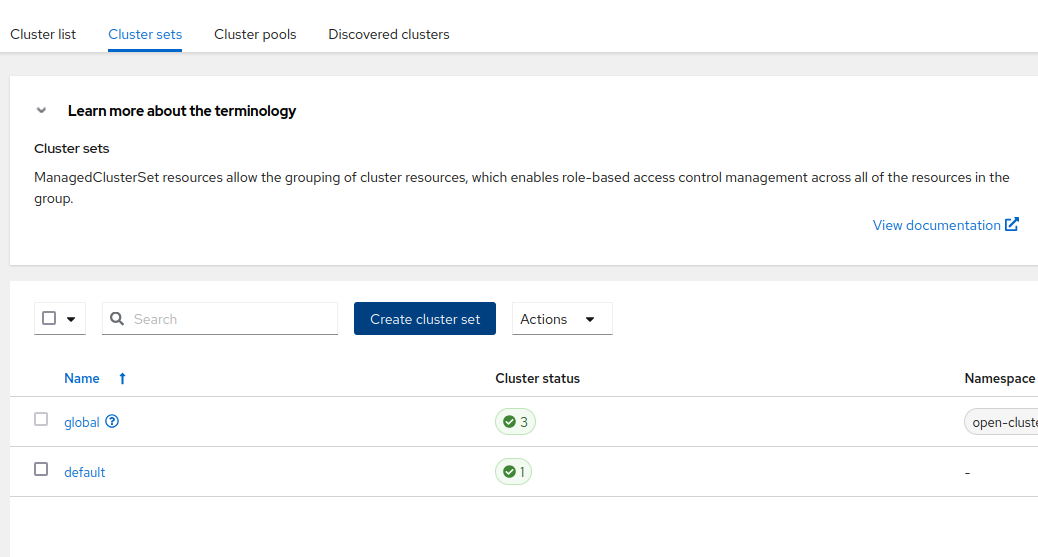 Cluster list Cluster sets Cluster pools Discovered clusters
Learn more about the terminology
Cluster sets
ManagedClusterSet resources allow the grouping of cluster resources, which enables role-based access control management across all of the resources in the
group.
View documentation
Search Create cluster set Actions
Name Cluster status Namespace
global 3 open-cluste
default 1 -